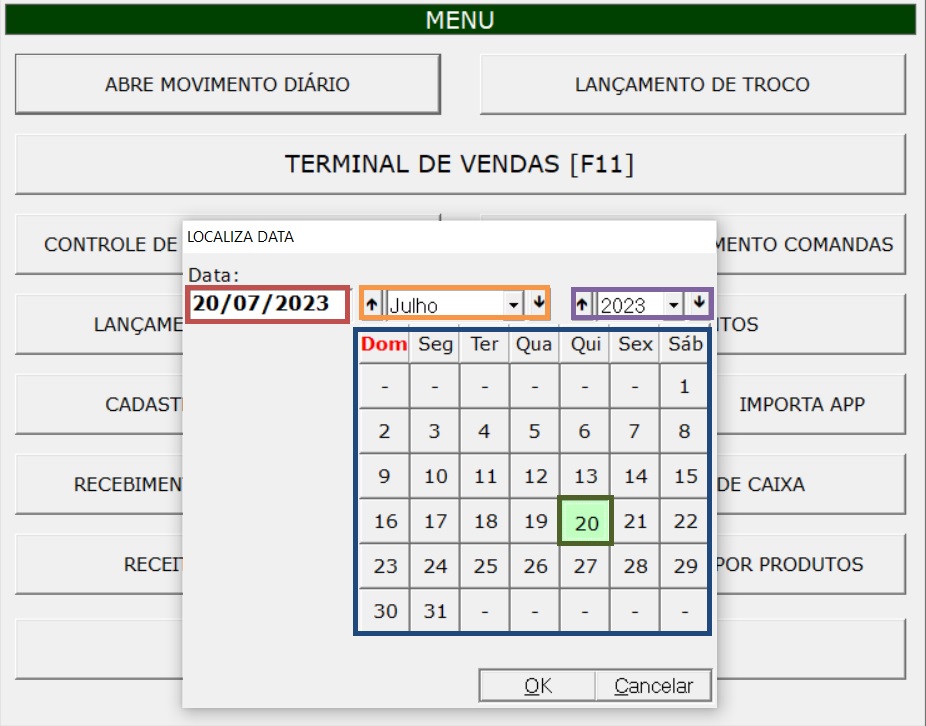 MENU
ABRE MOVIMENTO DIÁRIO
LANÇAMENTO DE TROCO
TERMINAL DE VENDAS [F11]
CONTROLE DE
MENTO COMANDAS
LOCALIZA DATA
Data:
20/07/2023
Julho
2023
Dom Seg Ter Qua Qui Sex Sáb
- - - - - - 1
2 3 4 5 6 7 8
9 10 11 12 13 14 15
16 17 18 19 20 21 22
23 24 25 26 27 28 29
30 31 - - - - -
LANÇAME
TOS
CADAST
IMPORTA APP
RECEBIMEN
DE CAIXA
RECEIT
POR PRODUTOS
OK
Cancelar